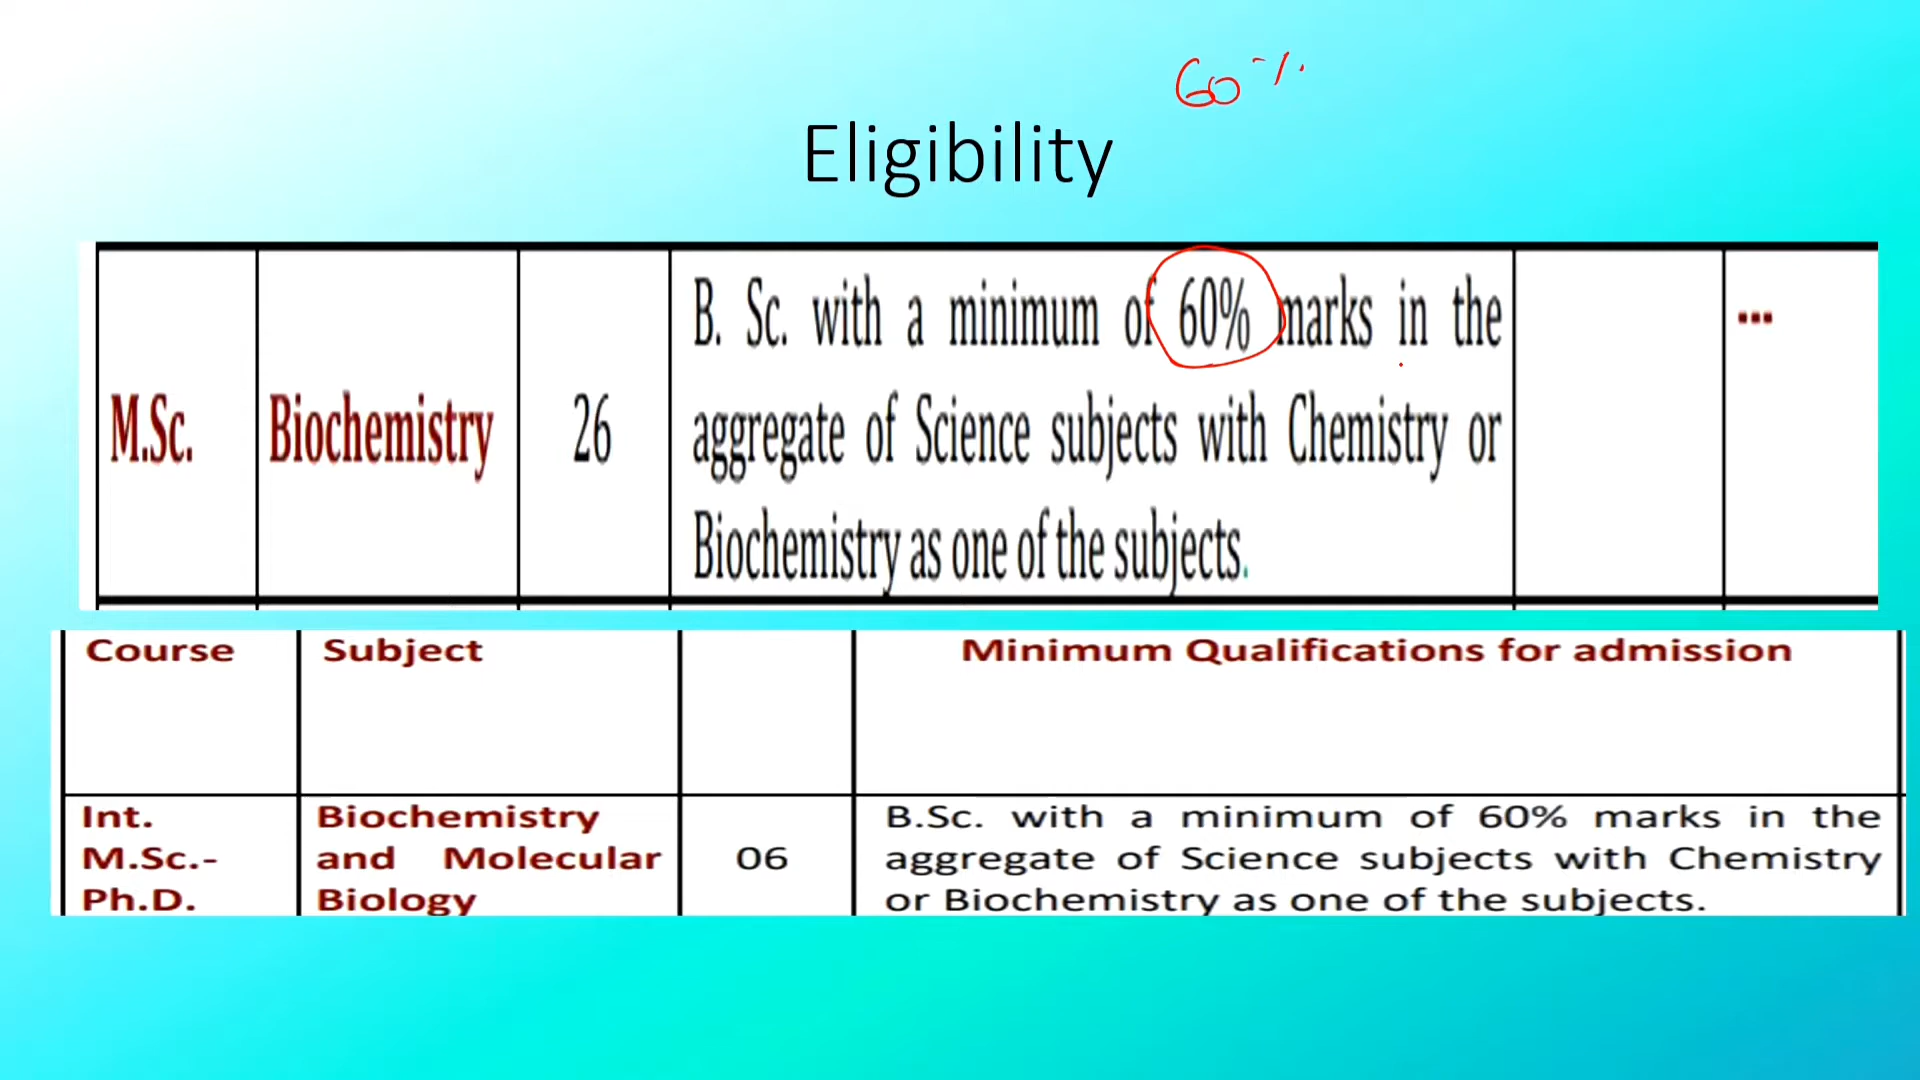 60%
Eligibility
B. Sc. with a minimum of 60% marks in the
M.Sc. Biochemistry 26 aggregate of Science subjects with Chemistry or
Biochemistry as one of the subjects.
...
Course Subject Minimum Qualifications for admission
Int. Biochemistry B.Sc. with a minimum of 60% marks in the
M.Sc.- and Molecular 06 aggregate of Science subjects with Chemistry
Ph.D. Biology or Biochemistry as one of the subjects.